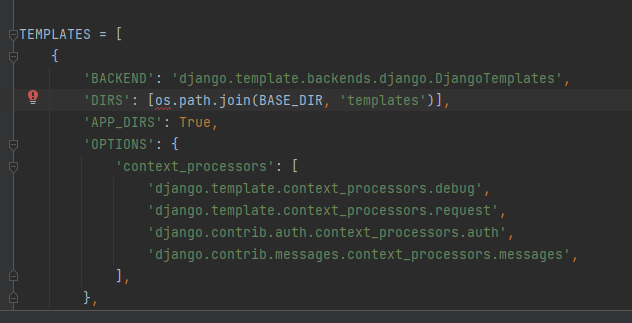 TEMPLATES = [
    {
        'BACKEND': 'django.template.backends.django.DjangoTemplates',
        'DIRS': [os.path.join(BASE_DIR, 'templates')],
        'APP_DIRS': True,
        'OPTIONS': {
            'context_processors': [
                'django.template.context_processors.debug',
                'django.template.context_processors.request',
                'django.contrib.auth.context_processors.auth',
                'django.contrib.messages.context_processors.messages',
            ],
        },